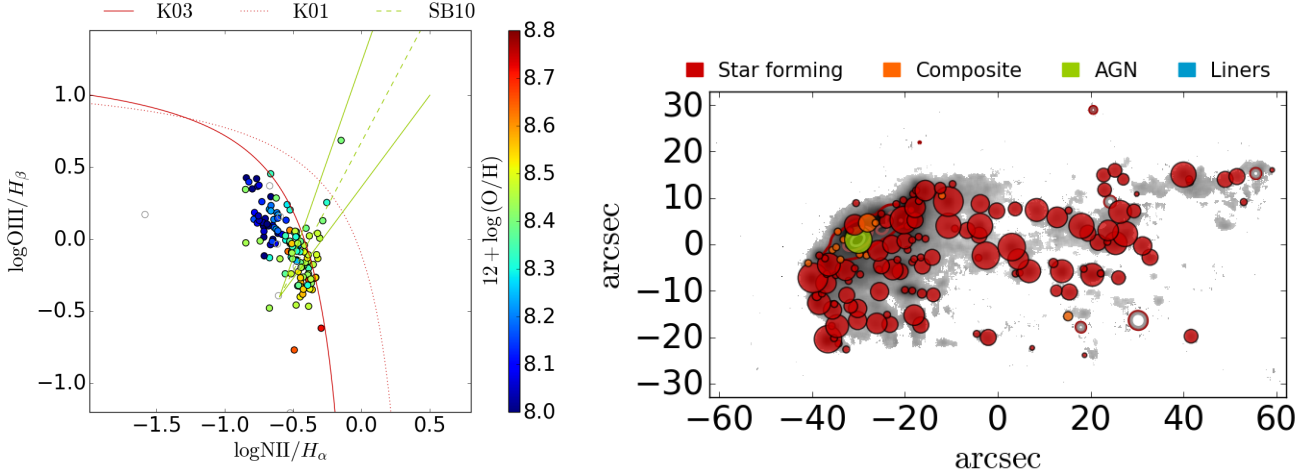 K03 K01 SB10
1.0
0.5
0.0
−0.5
−1.0
logOIII/Hβ
−1.5 −1.0 −0.5 0.0 0.5
logNII/Hα
8.8
8.7
8.6
8.5
8.4
8.3
8.2
8.1
8.0
12 + log (O/H)
Star forming Composite AGN Liners
30
20
10
0
−10
−20
−30
arcsec
−60 −40 −20 0 20 40 60
arcsec